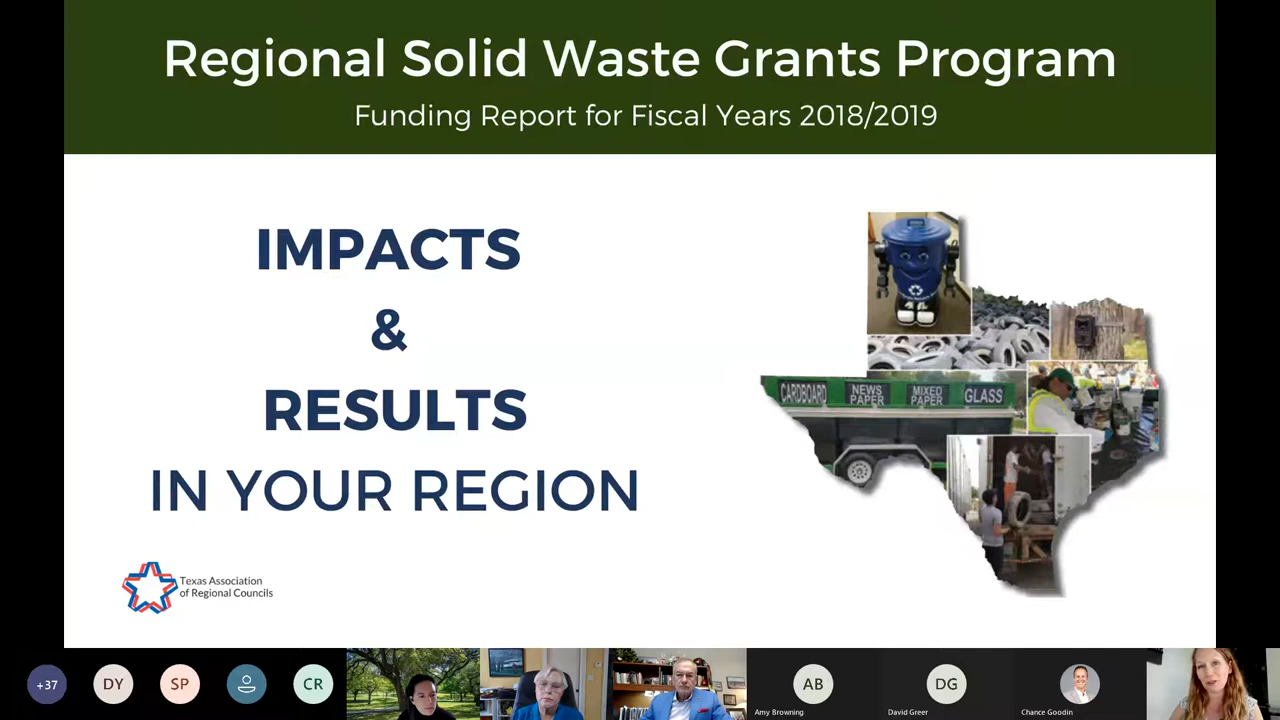 Regional Solid Waste Grants Program
Funding Report for Fiscal Years 2018/2019
IMPACTS
&
RESULTS
IN YOUR REGION
CARDBOARD
NEWS
PAPER
MIXED
PAPER
GLASS
Texas Association
of Regional Councils
+37
DY
SP
CR
AB
Amy Browning
DG
David Greer
Chance Goodin